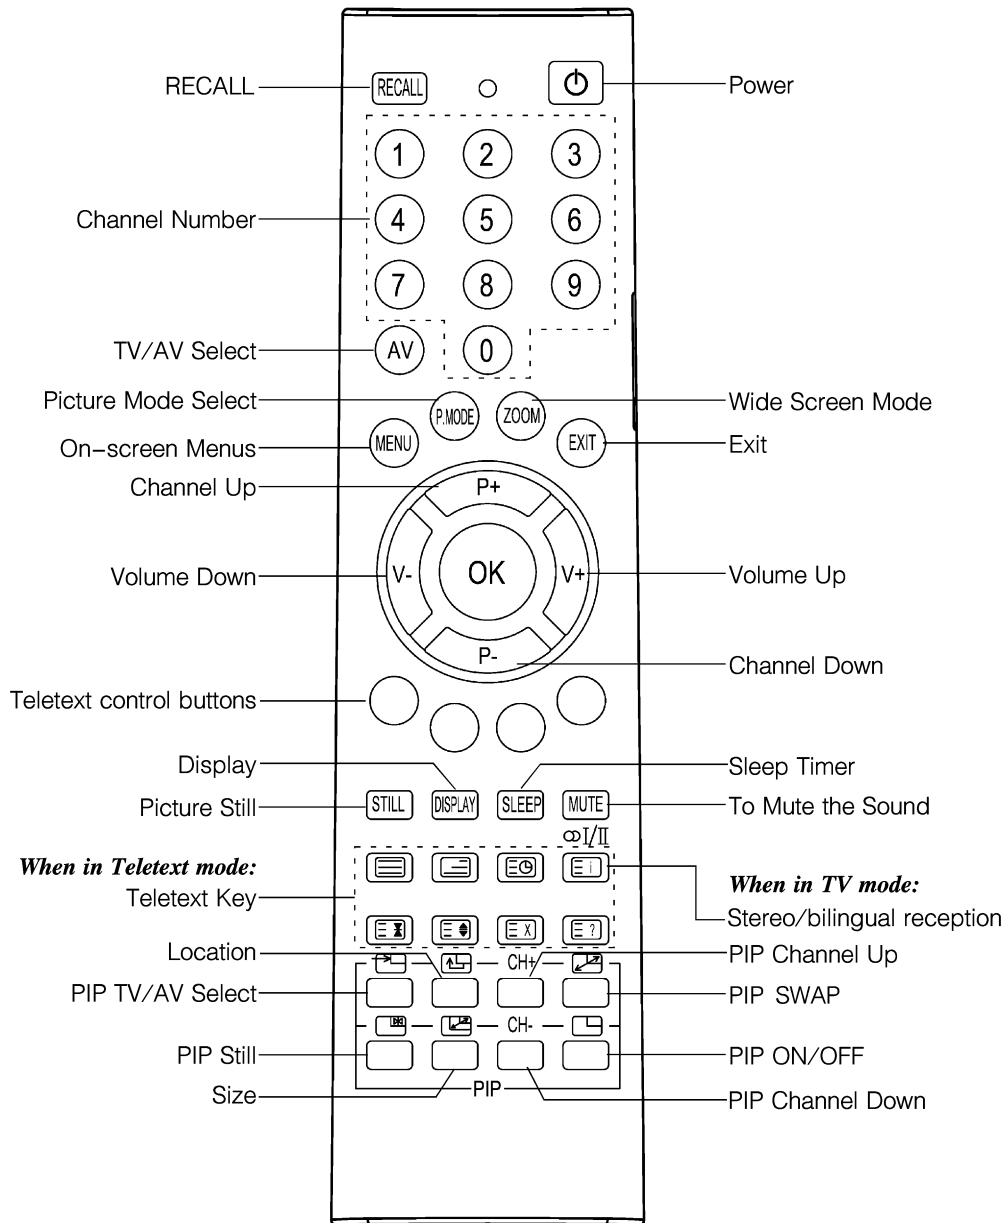 RECALL RECALL Power
1 2 3
Channel Number 4 5 6
7 8 9
TV/AV Select AV 0
Picture Mode Select P.MODE ZOOM Wide Screen Mode
On-screen Menus MENU EXIT Exit
Channel Up P+
Volume Down V- OK V+ Volume Up
P- Channel Down
Teletext control buttons
Display Sleep Timer
Picture Still STILL DISPLAY SLEEP MUTE To Mute the Sound
I/II
When in Teletext mode: i
Teletext Key When in TV mode:
Stereo/bilingual reception
X ?
Location CH+ PIP Channel Up
PIP TV/AV Select PIP SWAP
CH-
PIP Still PIP ON/OFF
Size PIP PIP Channel Down